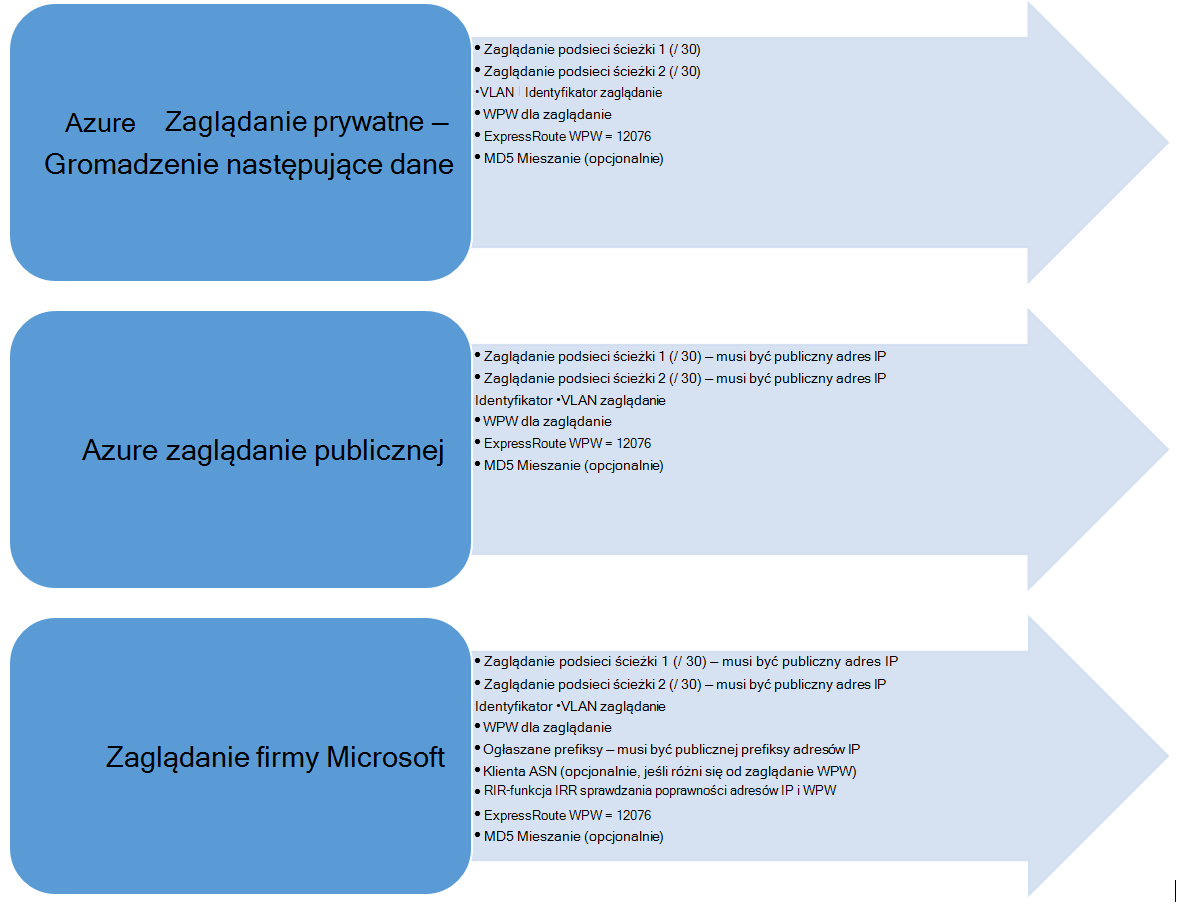 Azure Zaglądanie prywatne –
Gromadzenie następujące dane
• Zaglądanie podsieci ścieżki 1 (/ 30)
• Zaglądanie podsieci ścieżki 2 (/ 30)
•VLAN Identyfikator zaglądanie
• WPW dla zaglądanie
• ExpressRoute WPW = 12076
• MD5 Mieszanie (opcjonalnie)
Azure zaglądanie publicznej
• Zaglądanie podsieci ścieżki 1 (/ 30) – musi być publiczny adres IP
• Zaglądanie podsieci ścieżki 2 (/ 30) – musi być publiczny adres IP
Identyfikator •VLAN zaglądanie
• WPW dla zaglądanie
• ExpressRoute WPW = 12076
• MD5 Mieszanie (opcjonalnie)
Zaglądanie firmy Microsoft
• Zaglądanie podsieci ścieżki 1 (/ 30) – musi być publiczny adres IP
• Zaglądanie podsieci ścieżki 2 (/ 30) – musi być publiczny adres IP
Identyfikator •VLAN zaglądanie
• WPW dla zaglądanie
• Ogłaszane prefiksy – musi być publicznej prefiksy adresów IP
• Klienta ASN (opcjonalnie, jeśli różni się od zaglądanie WPW)
• RIR-funkcja IRR sprawdzania poprawności adresów IP i WPW
• ExpressRoute WPW = 12076
• MD5 Mieszanie (opcjonalnie)